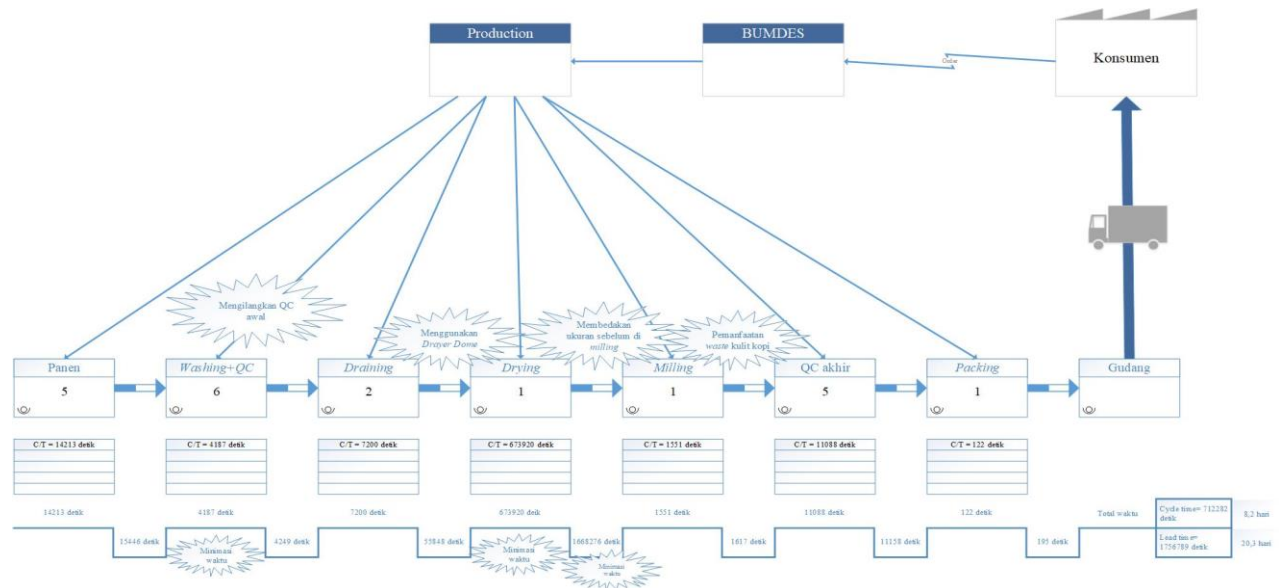 Production
BUMDES
Order
Konsumen
Mengilangkan QC
awal
Menggunakan
Drayer Dome
Membedakan
ukuran sebelum di
milling
Pemanfaatan
waste kulit kopi
Panen
5
Washing+QC
6
Draining
2
Drying
1
Milling
1
QC akhir
5
Packing
1
Gudang
C/T = 14213 detik
C/T = 4187 detik
C/T = 7200 detik
C/T = 673920 detik
C/T = 1551 detik
C/T = 11088 detik
C/T = 122 detik
14213 detik
4187 detik
7200 detik
673920 deik
1551 detik
11088 detik
122 detik
Total waktu
Cycle time= 712282
detik
8,2 hari
15446 detik
Minimasi
waktu
4249 detik
55848 detik
Minimasi
waktu
1668276 detik
Minimasi
waktu
1617 detik
11158 detik
195 detik
Lead time=
1756789 detik
20,3 hari